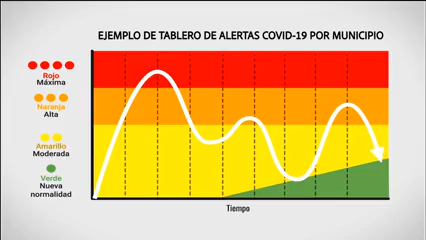 EJEMPLO DE TABLERO DE ALERTAS COVID-19 POR MUNICIPIO
Rojo
Máxima
Naranja
Alta
Amarillo
Moderada
Verde
Nueva
normalidad
Tiempo